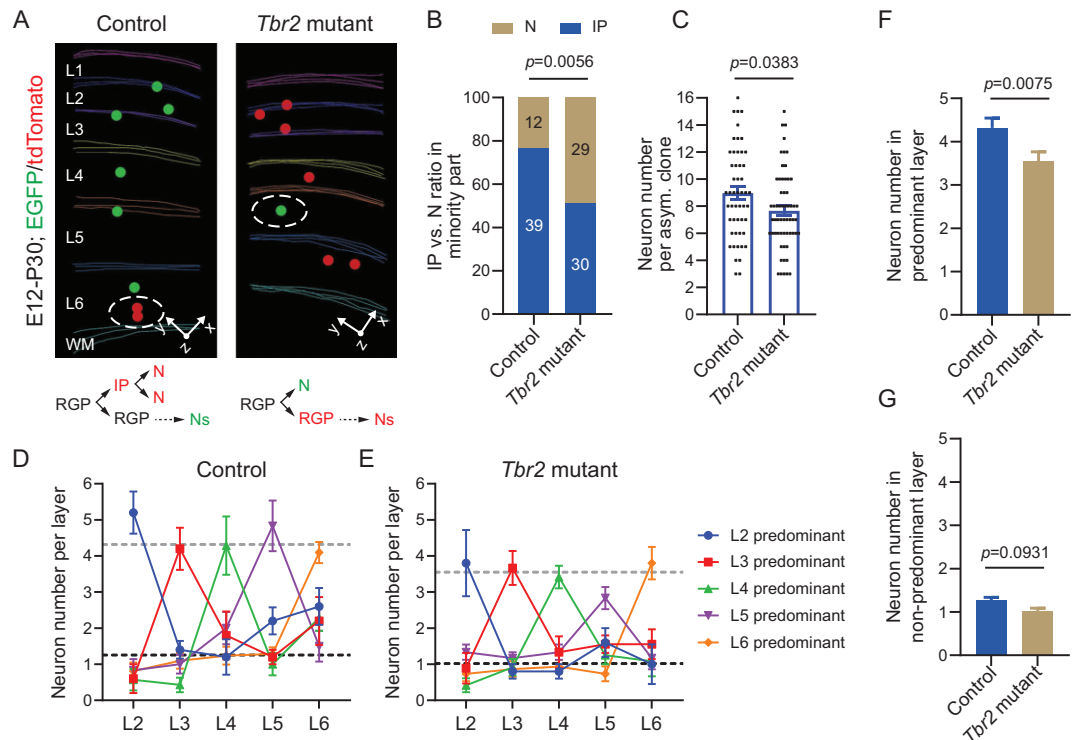 A
Control
Tbr2 mutant
E12-P30; EGFP/tdTomato
L1
L2
L3
L4
L5
L6
WM
y
z
x
y
z
x
RGP
IP
N
N
RGP
Ns
RGP
N
RGP
Ns
B
N
IP
p=0.0056
IP vs. N ratio in
minority part
100
80
60
40
20
0
12
39
29
30
Control
Tbr2 mutant
C
p=0.0383
Neuron number
per asym. clone
16
14
12
10
8
6
4
2
0
Control
Tbr2 mutant
F
p=0.0075
Neuron number in
predominant layer
5
4
3
2
1
0
Control
Tbr2 mutant
D
Control
Neuron number per layer
6
5
4
3
2
1
0
L2
L3
L4
L5
L6
E
Tbr2 mutant
Neuron number per layer
6
5
4
3
2
1
0
L2
L3
L4
L5
L6
L2 predominant
L3 predominant
L4 predominant
L5 predominant
L6 predominant
G
p=0.0931
Neuron number in
non-predominant layer
5
4
3
2
1
0
Control
Tbr2 mutant